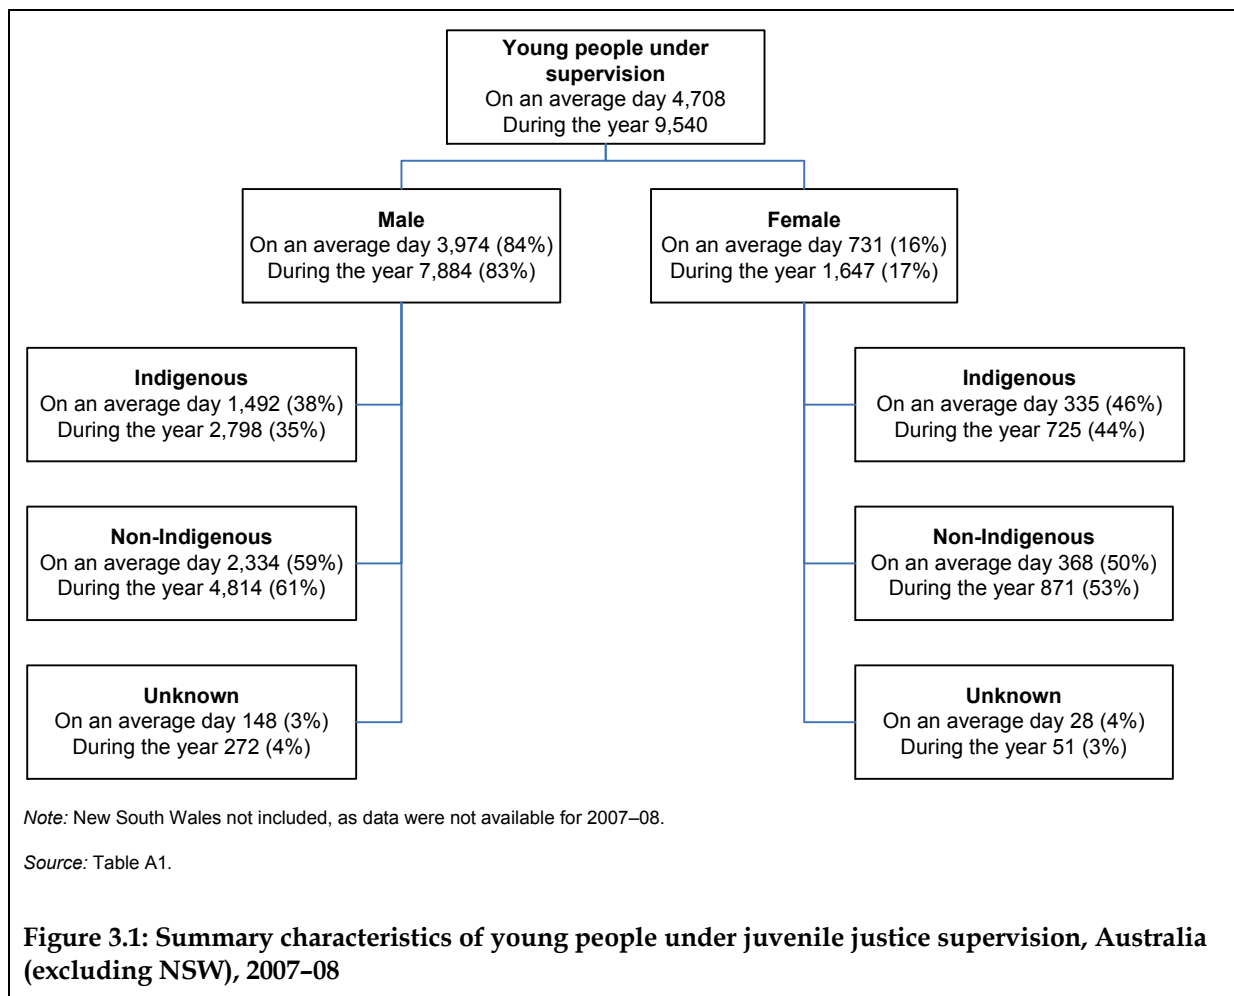 Young people under
supervision
On an average day 4,708
During the year 9,540
Male
On an average day 3,974 (84%)
During the year 7,884 (83%)
Female
On an average day 731 (16%)
During the year 1,647 (17%)
Indigenous
On an average day 1,492 (38%)
During the year 2,798 (35%)
Indigenous
On an average day 335 (46%)
During the year 725 (44%)
Non-Indigenous
On an average day 2,334 (59%)
During the year 4,814 (61%)
Non-Indigenous
On an average day 368 (50%)
During the year 871 (53%)
Unknown
On an average day 148 (3%)
During the year 272 (4%)
Unknown
On an average day 28 (4%)
During the year 51 (3%)
Note: New South Wales not included, as data were not available for 2007–08.
Source: Table A1.
Figure 3.1: Summary characteristics of young people under juvenile justice supervision, Australia
(excluding NSW), 2007–08